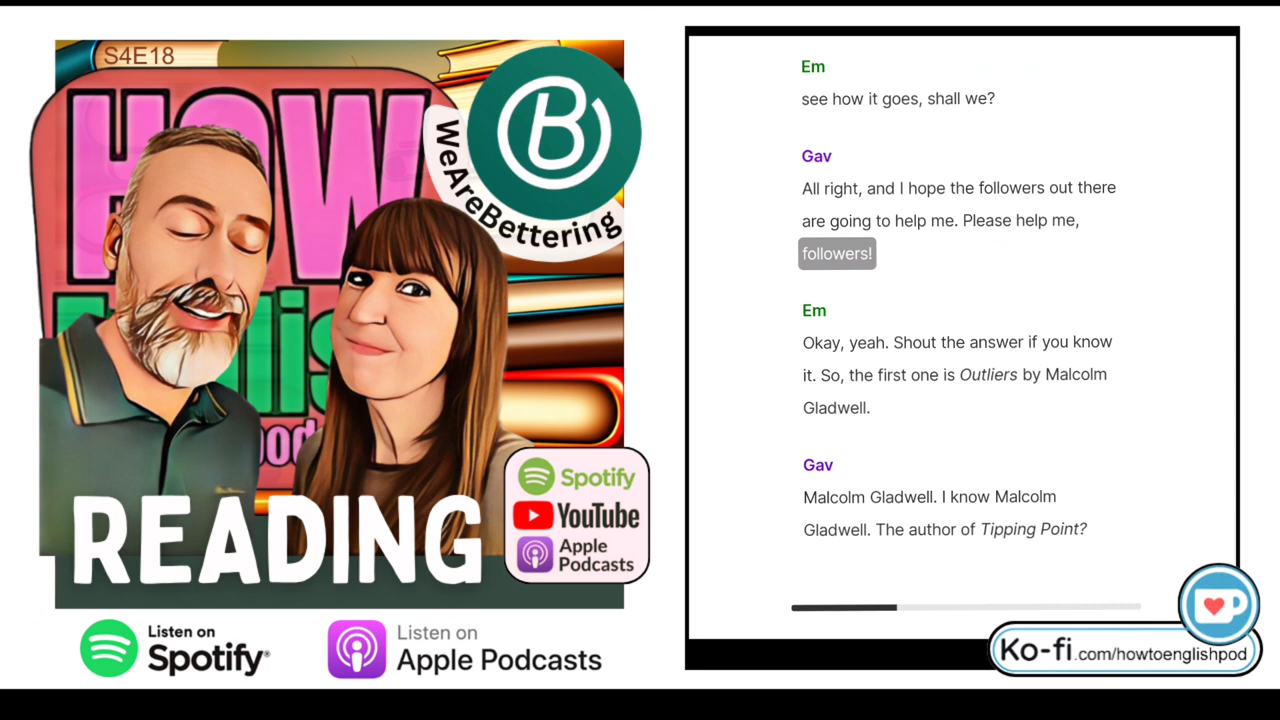 S4E18
HOW
WeAreBettering
B
READING
Spotify
YouTube
Apple
Podcasts
Listen on
Spotify
Listen on
Apple Podcasts
Em
see how it goes, shall we?
Gav
All right, and I hope the followers out there
are going to help me. Please help me,
followers!
Em
Okay, yeah. Shout the answer if you know
it. So, the first one is Outliers by Malcolm
Gladwell.
Gav
Malcolm Gladwell. I know Malcolm
Gladwell. The author of Tipping Point?
Ko-fi.com/howtoenglishpod